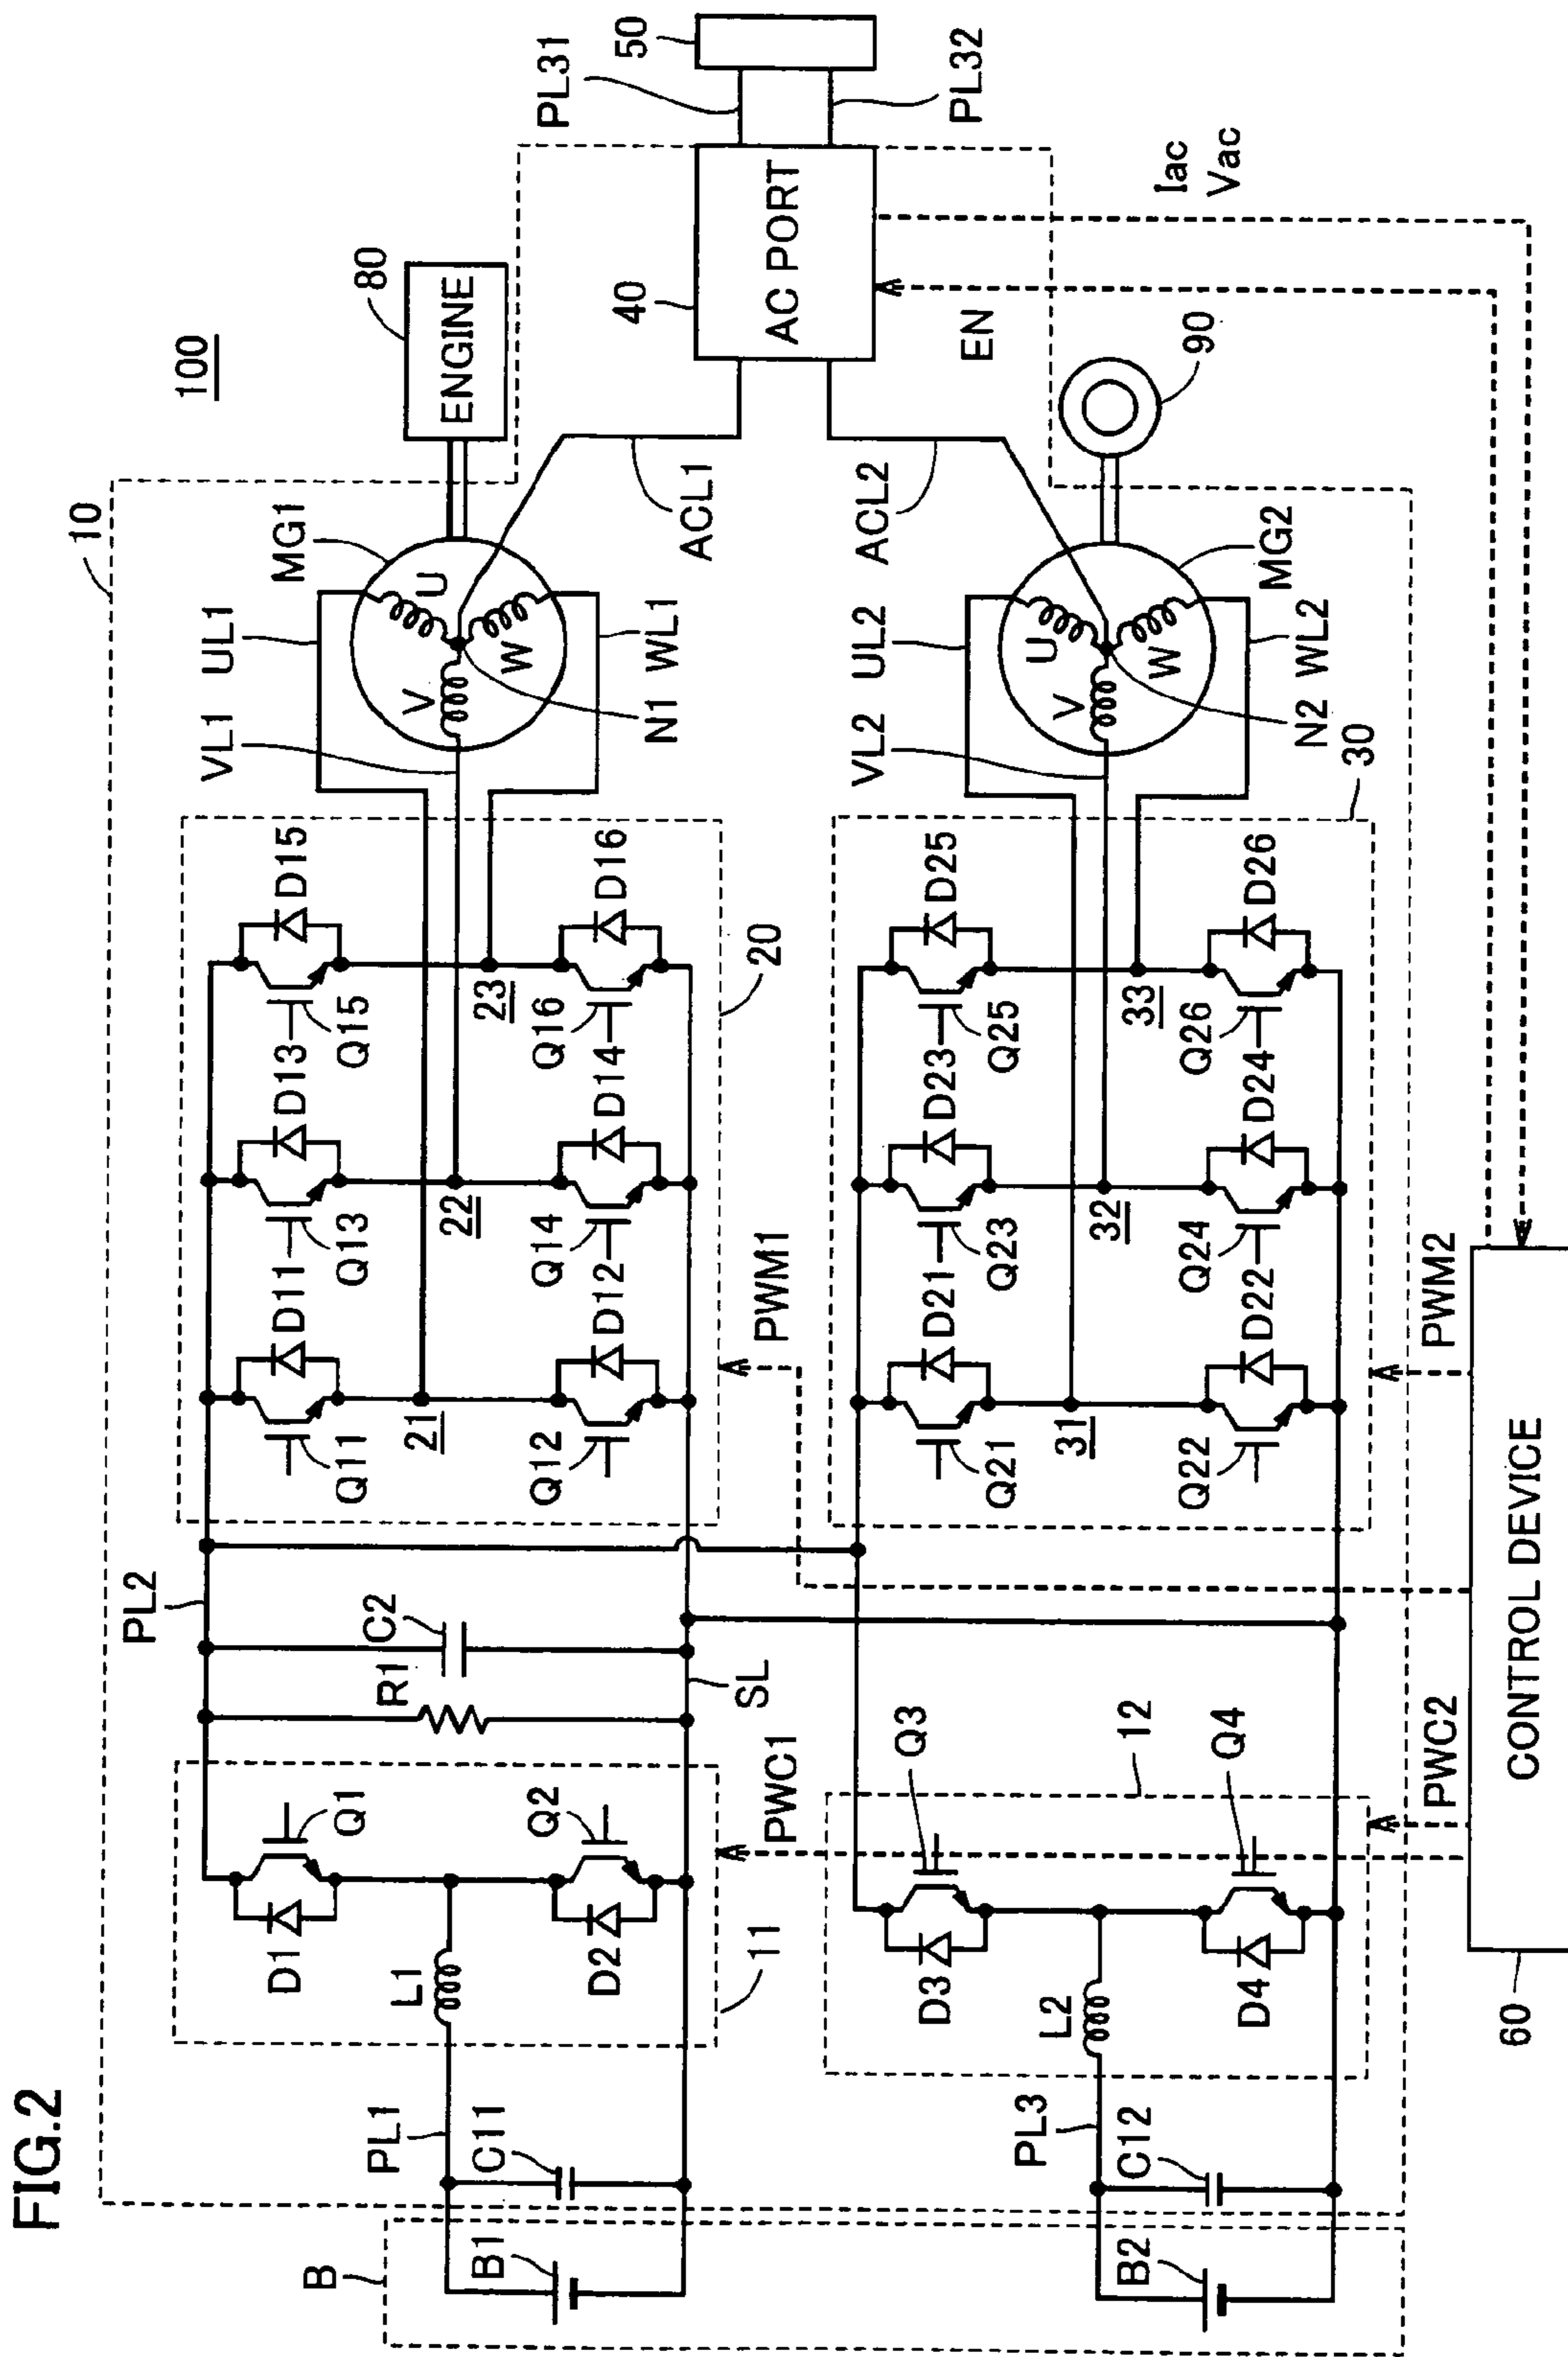 FIG.2
100
10
B
B1
B2
PL1
C11
PL3
C12
11
D1
Q1
D2
Q2
L1
12
D3
Q3
D4
Q4
L2
PL2
R1
C2
SL
20
Q11
D11
Q13
D13
Q15
D15
21
22
23
Q12
D12
Q14
D14
Q16
D16
30
Q21
D21
Q23
D23
Q25
D25
31
32
33
Q22
D22
Q24
D24
Q26
D26
UL1
VL1
WL1
MG1
U
V
W
N1
UL2
VL2
WL2
MG2
U
V
W
N2
80
ENGINE
90
ACL1
ACL2
40
AC PORT
EN
50
PL31
PL32
Iac
Vac
PWC1
PWC2
PWM1
PWM2
CONTROL DEVICE
60